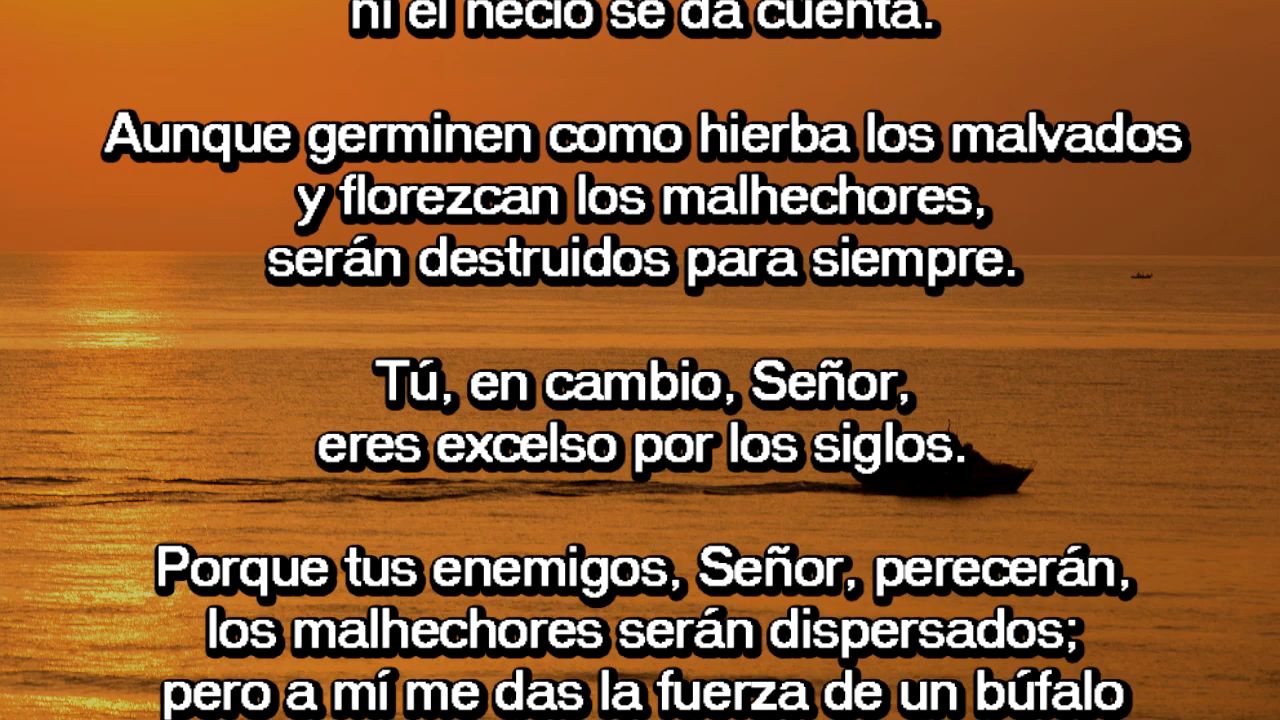 ni el necio se da cuenta.
Aunque germinen como hierba los malvados
y florezcan los malhechores,
serán destruidos para siempre.
Tú, en cambio, Señor,
eres excelso por los siglos.
Porque tus enemigos, Señor, perecerán,
los malhechores serán dispersados;
pero a mí me das la fuerza de un búfalo